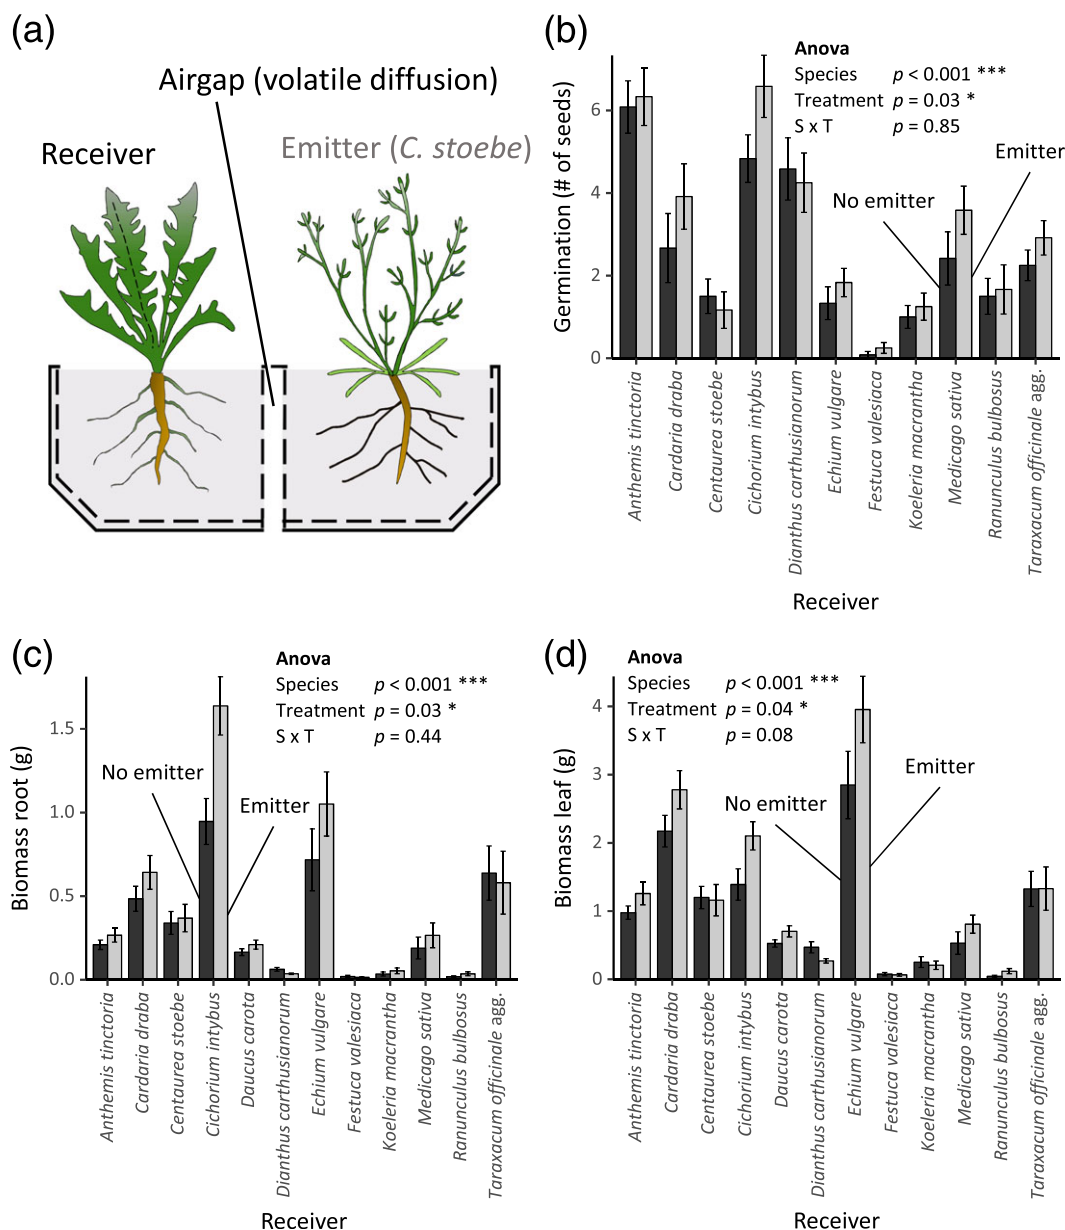 (a)
Airgap (volatile diffusion)
Receiver
Emitter (C. stoebe)
(b)
Anova
Species p < 0.001 ***
Treatment p = 0.03 *
S x T p = 0.85
Emitter
No emitter
Germination (# of seeds)
6
4
2
0
Anthemis tinctoria
Cardaria draba
Centaurea stoebe
Cichorium intybus
Dianthus carthusianorum
Echium vulgare
Festuca valesiaca
Koeleria macrantha
Medicago sativa
Ranunculus bulbosus
Taraxacum officinale agg.
Receiver
(c)
Anova
Species p < 0.001 ***
Treatment p = 0.03 *
S x T p = 0.44
No emitter
Emitter
Biomass root (g)
1.5
1.0
0.5
0.0
Anthemis tinctoria
Cardaria draba
Centaurea stoebe
Cichorium intybus
Daucus carota
Dianthus carthusianorum
Echium vulgare
Festuca valesiaca
Koeleria macrantha
Medicago sativa
Ranunculus bulbosus
Taraxacum officinale agg.
Receiver
(d)
Anova
Species p < 0.001 ***
Treatment p = 0.04 *
S x T p = 0.08
No emitter
Emitter
Biomass leaf (g)
4
3
2
1
0
Anthemis tinctoria
Cardaria draba
Centaurea stoebe
Cichorium intybus
Daucus carota
Dianthus carthusianorum
Echium vulgare
Festuca valesiaca
Koeleria macrantha
Medicago sativa
Ranunculus bulbosus
Taraxacum officinale agg.
Receiver